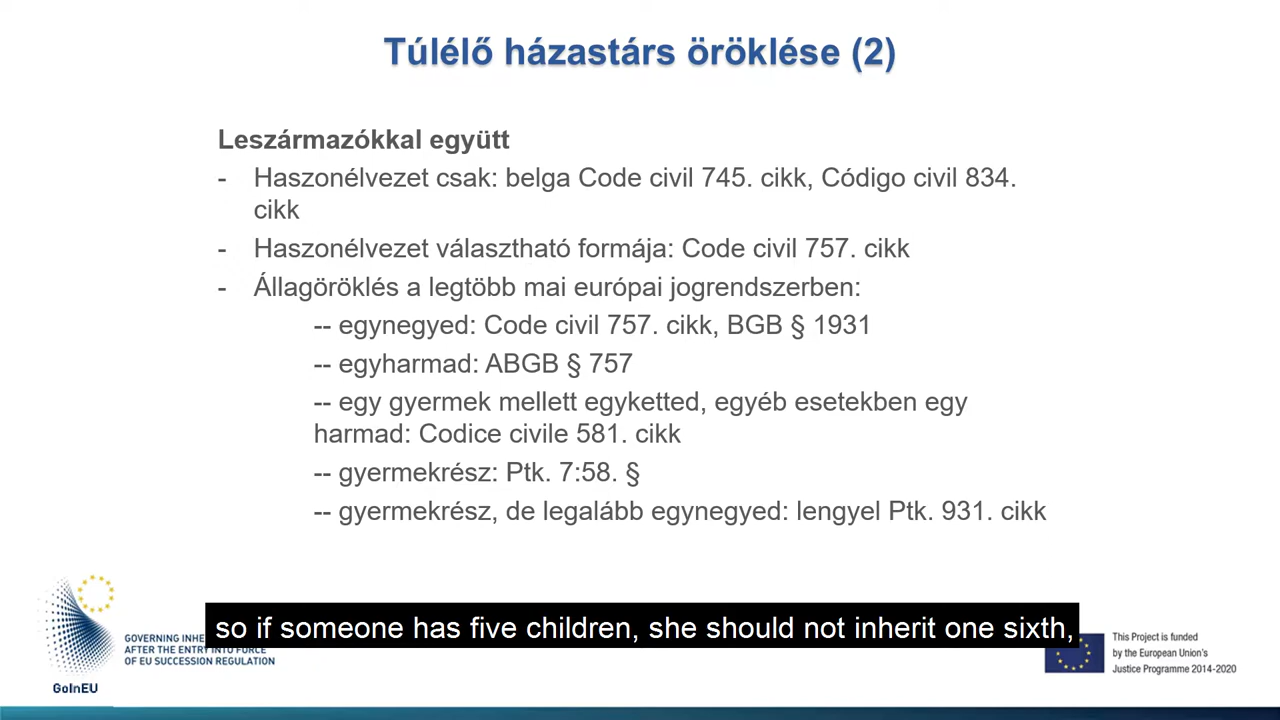 Túlélő házastárs öröklése (2)
Leszármazókkal együtt
- Haszonélvezet csak: belga Code civil 745. cikk, Código civil 834.
cikk
- Haszonélvezet választható formája: Code civil 757. cikk
- Állagöröklés a legtöbb mai európai jogrendszerben:
-- egynegyed: Code civil 757. cikk, BGB § 1931
-- egyharmad: ABGB § 757
-- egy gyermek mellett egyketted, egyéb esetekben egy
harmad: Codice civile 581. cikk
-- gyermekrész: Ptk. 7:58. §
-- gyermekrész, de legalább egynegyed: lengyel Ptk. 931. cikk
so if someone has five children, she should not inherit one sixth,
GOVERNING INHE
AFTER THE ENTRY INTO FORCE
OF EU SUCCESSION REGULATION
GoInEU
This Project is funded
by the European Union's
Justice Programme 2014-2020